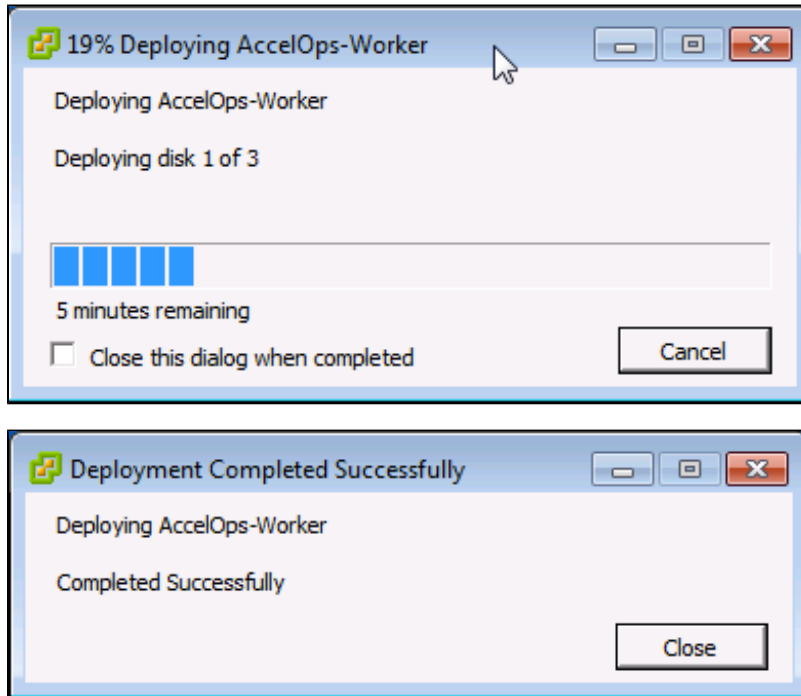 19% Deploying AccelOps-Worker
Deploying AccelOps-Worker
Deploying disk 1 of 3
5 minutes remaining
Close this dialog when completed
Cancel
Deployment Completed Successfully
Deploying AccelOps-Worker
Completed Successfully
Close